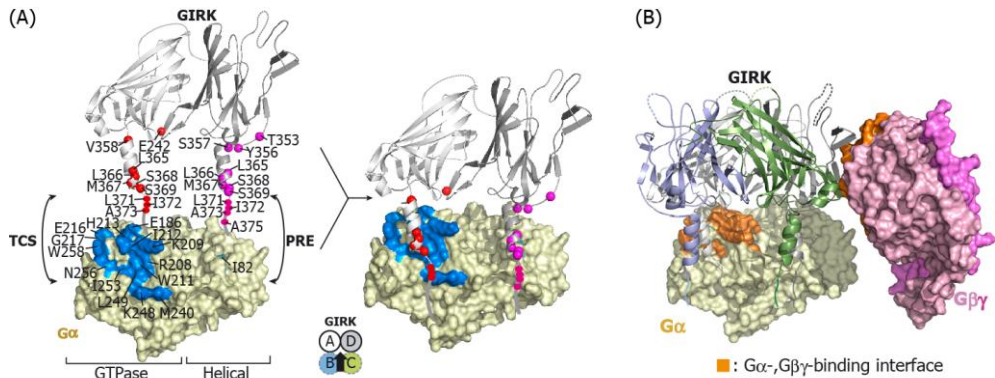 (A)
GIRK
V358
E242
L365
S357
T353
Y356
L366
M367
S368
S369
L366
M367
L365
S368
S369
L371
I372
A373
L371
I372
A373
A375
TCS
PRE
E216
H213
E186
G217
I212
W258
K209
N256
R208
I82
I253
W211
L249
K248
M240
Gα
GTPase
Helical
GIRK
A
D
B
C
(B)
GIRK
Gα
Gβγ
: Gα-,Gβγ-binding interface